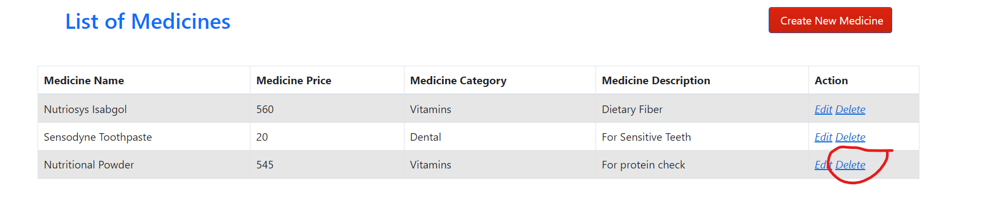 List of Medicines
Create New Medicine
Medicine Name Medicine Price Medicine Category Medicine Description Action
Nutriosys Isabgol 560 Vitamins Dietary Fiber Edit Delete
Sensodyne Toothpaste 20 Dental For Sensitive Teeth Edit Delete
Nutritional Powder 545 Vitamins For protein check Edit Delete